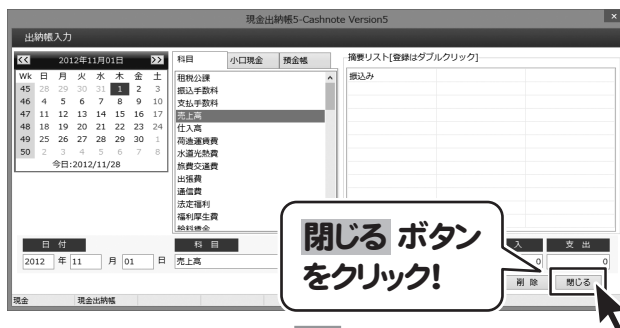 現金出納帳5-Cashnote Version5
×
出納帳入力
<< 2012年11月01日 >>
Wk 日 月 火 水 木 金 土
45 28 29 30 31 1 2 3
46 4 5 6 7 8 9 10
47 11 12 13 14 15 16 17
48 18 19 20 21 22 23 24
49 25 26 27 28 29 30 1
50 2 3 4 5 6 7 8
今日:2012/11/28
科目 小口現金 預金帳
租税公課
振込手数料
支払手数料
売上高
仕入高
荷造運賃費
水道光熱費
旅費交通費
出張費
通信費
法定福利
福利厚生費
給料賃金
摘要リスト[登録はダブルクリック]
振込み
閉じる ボタン
をクリック!
日 付 科 目 入 支 出
2012 年 11 月 01 日 売上高 0 0
削 除 閉じる
現金 現金出納帳